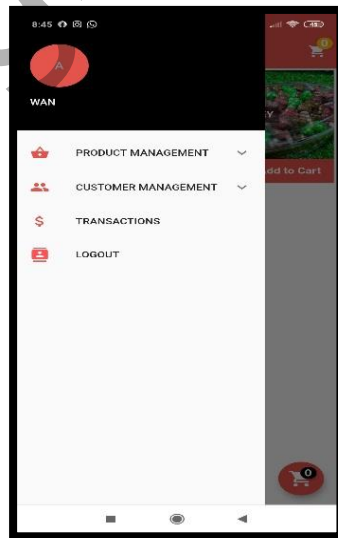 8:45
A
WAN
0
PRODUCT MANAGEMENT
CUSTOMER MANAGEMENT
TRANSACTIONS
LOGOUT
dd to Cart
0